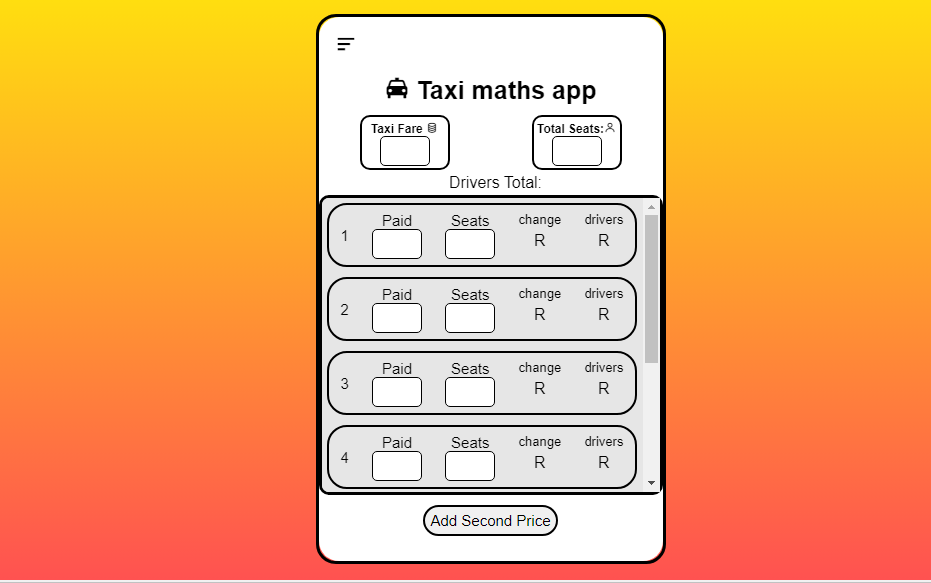 Taxi maths app
Taxi Fare
Total Seats:
Drivers Total:
1 Paid Seats change R drivers R
2 Paid Seats change R drivers R
3 Paid Seats change R drivers R
4 Paid Seats change R drivers R
Add Second Price